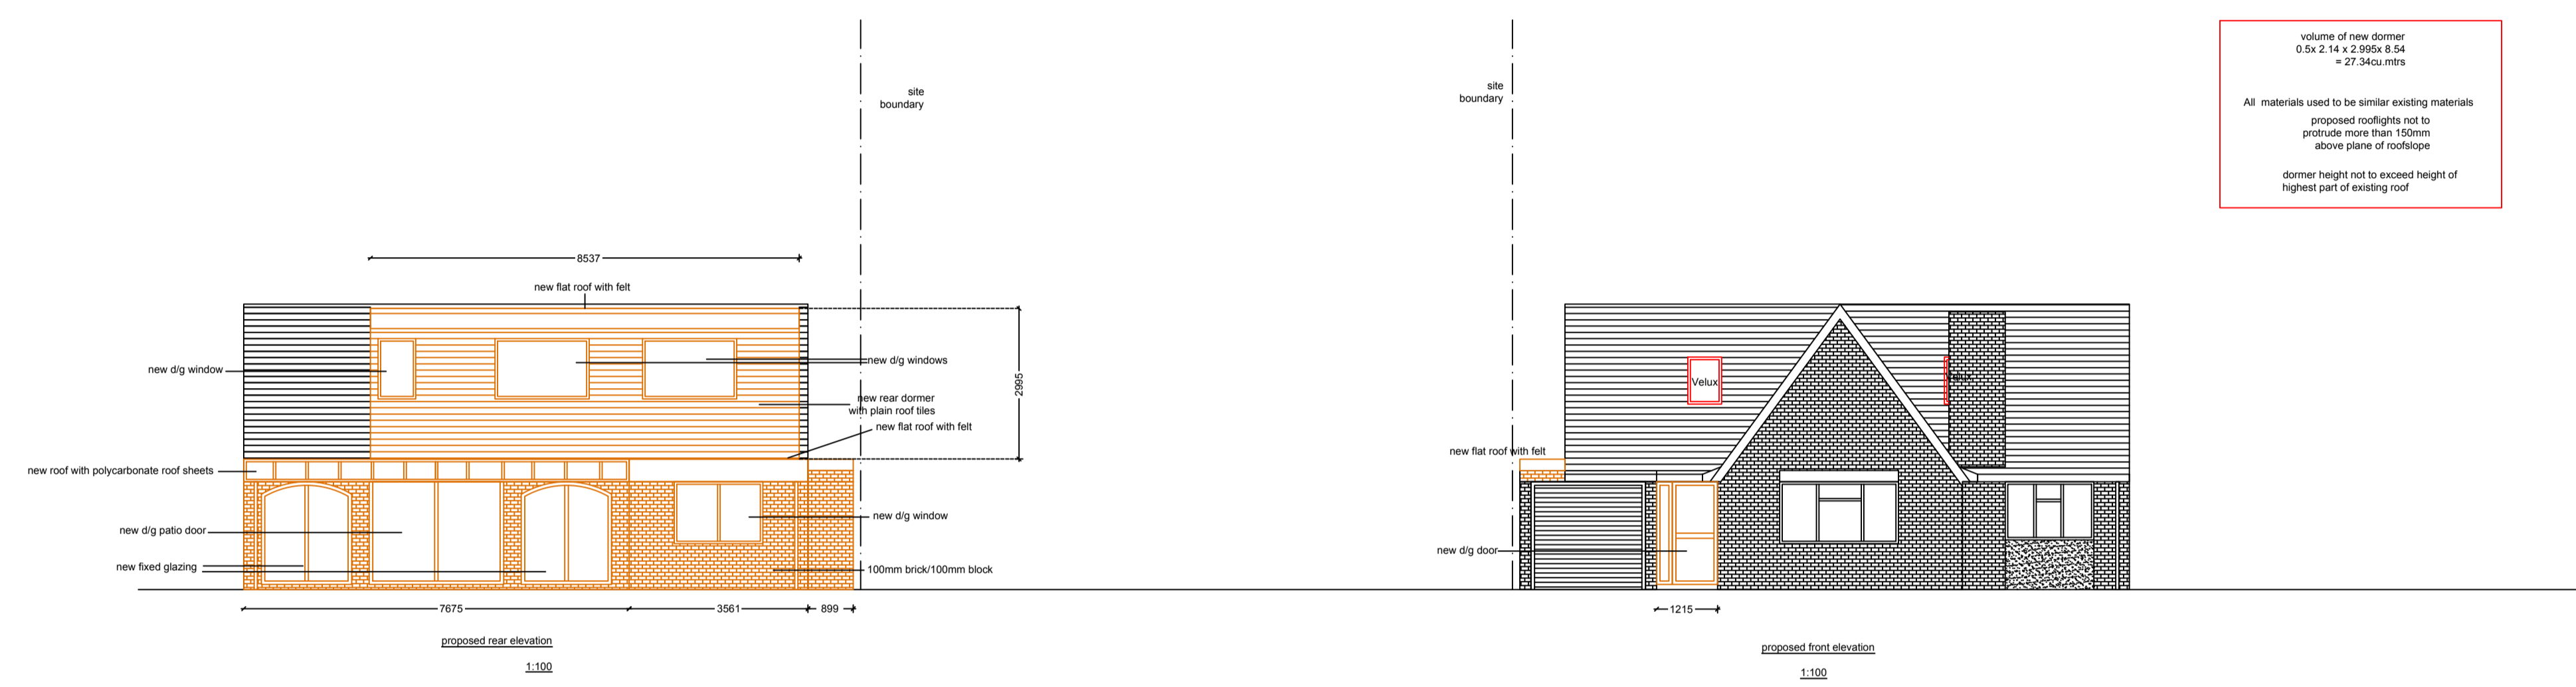 volume of new dormer
0.5x 2.14 x 2.995x 8.54
= 27.34cu.mtrs
All materials used to be similar existing materials
proposed rooflights not to
protrude more than 150mm
above plane of roofslope
dormer height not to exceed height of
highest part of existing roof
site
boundary
8537
new flat roof with felt
new d/g window
new d/g windows
2995
new rear dormer
with plain roof tiles
new flat roof with felt
new roof with polycarbonate roof sheets
new d/g window
new d/g patio door
new fixed glazing
100mm brick/100mm block
7675
3561
899
proposed rear elevation
1:100
site
boundary
Velux
Velux
new flat roof with felt
new d/g door
1215
proposed front elevation
1:100